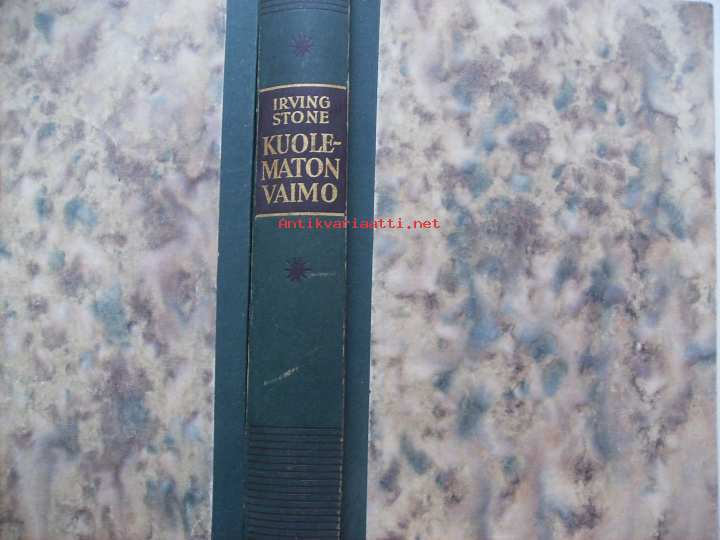 IRVING
STONE
KUOLE-
MATON
VAIMO
Antikvariaatti.net